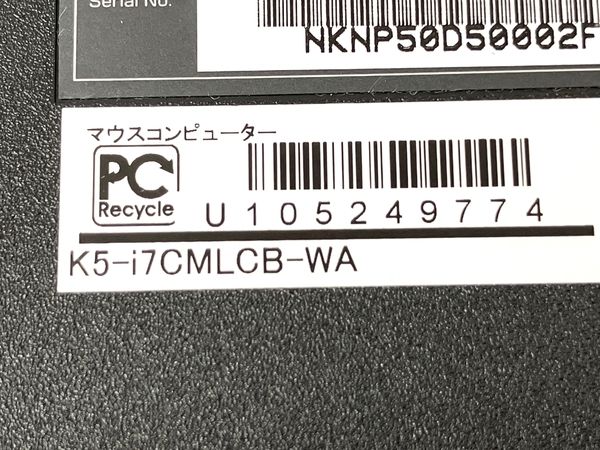 Serial No.
NKNP50D50002F
マウスコンピューター
PC
Recycle
U105249774
K5-i7CMLCB-WA